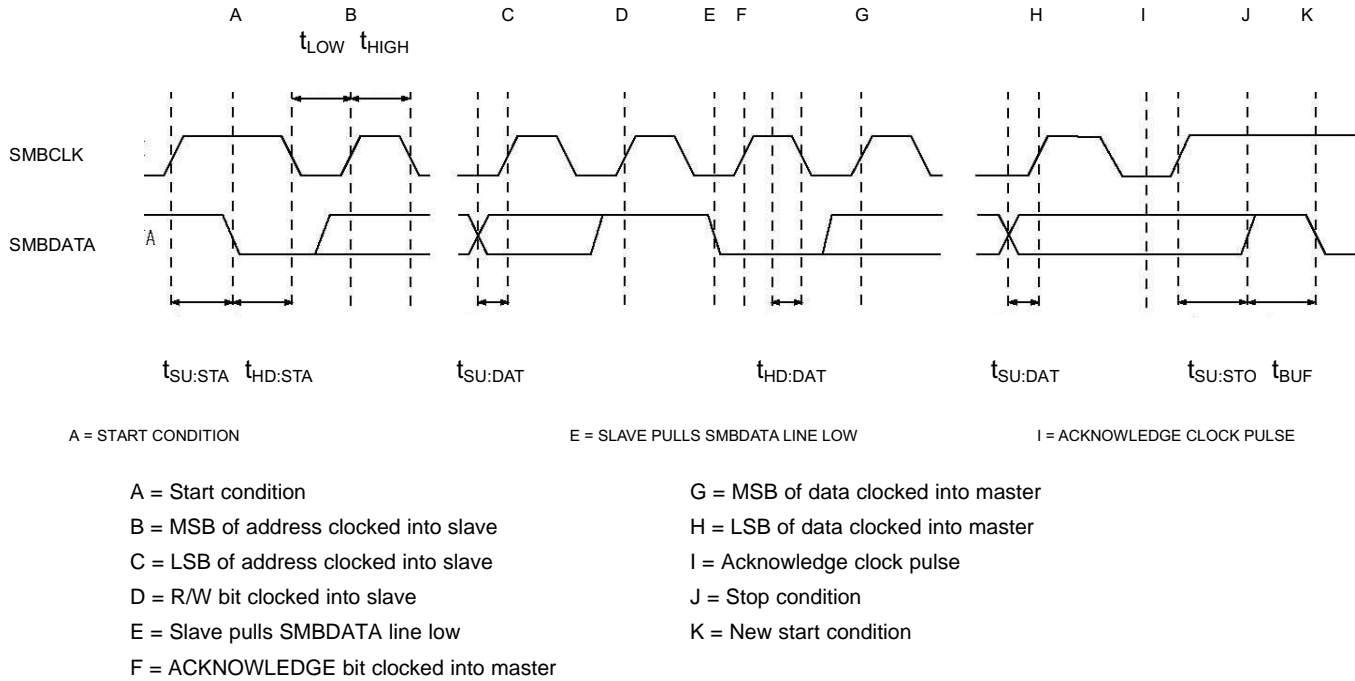 A B C D E F G H I J K
tLOW tHIGH
SMBCLK
SMBDATA A
tSU:STA tHD:STA tSU:DAT tHD:DAT tSU:DAT tSU:STO tBUF
A = START CONDITION E = SLAVE PULLS SMBDATA LINE LOW I = ACKNOWLEDGE CLOCK PULSE
A = Start condition
B = MSB of address clocked into slave
C = LSB of address clocked into slave
D = R/W bit clocked into slave
E = Slave pulls SMBDATA line low
F = ACKNOWLEDGE bit clocked into master
G = MSB of data clocked into master
H = LSB of data clocked into master
I = Acknowledge clock pulse
J = Stop condition
K = New start condition